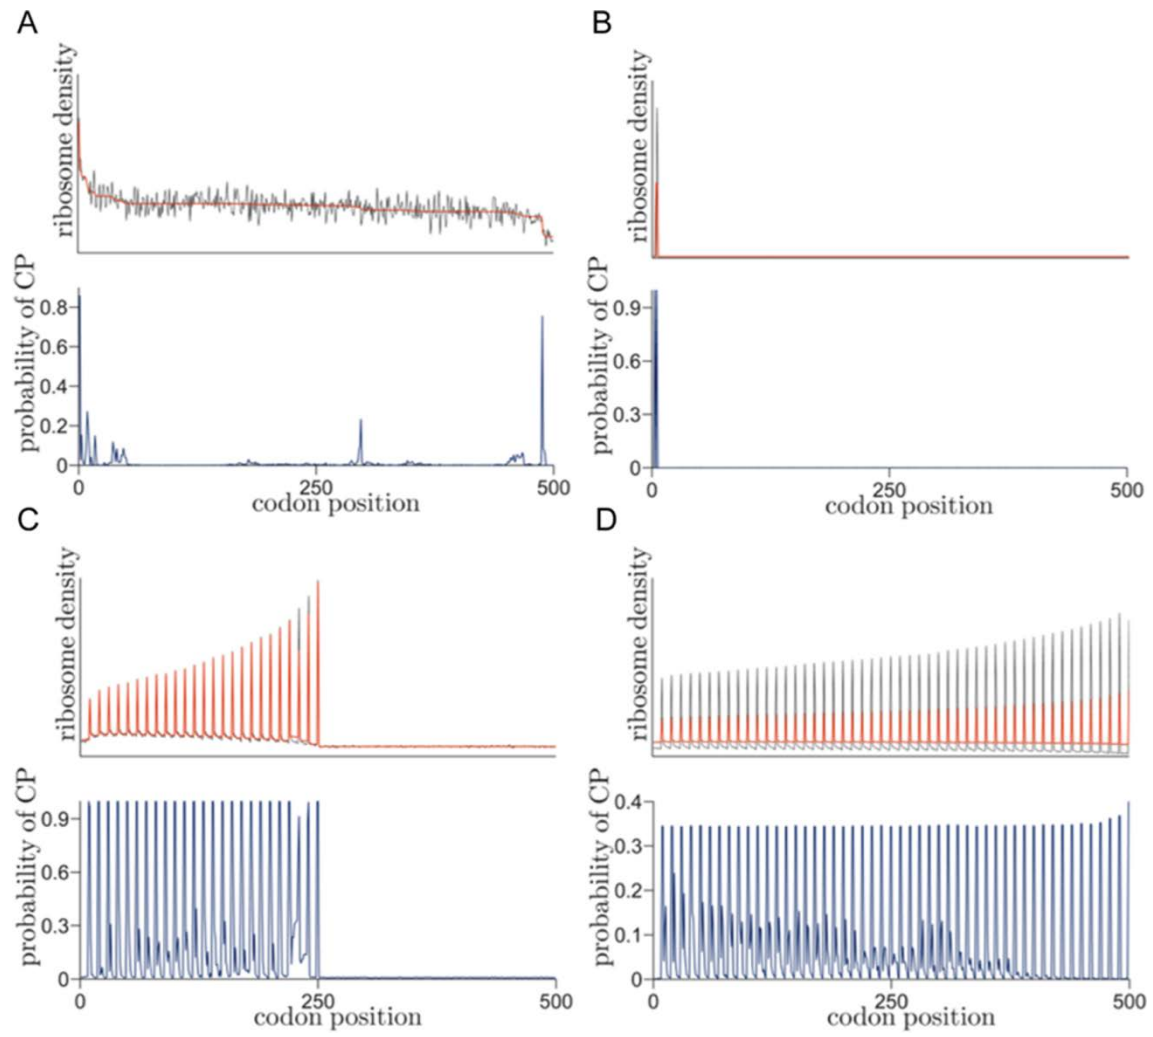 A
ribosome density
probability of CP
0.8
0.6
0.4
0.2
0
0 250 500
codon position
B
ribosome density
probability of CP
0.9
0.6
0.3
0
0 250 500
codon position
C
ribosome density
probability of CP
0.9
0.6
0.3
0
0 250 500
codon position
D
ribosome density
probability of CP
0.4
0.3
0.2
0.1
0
0 250 500
codon position